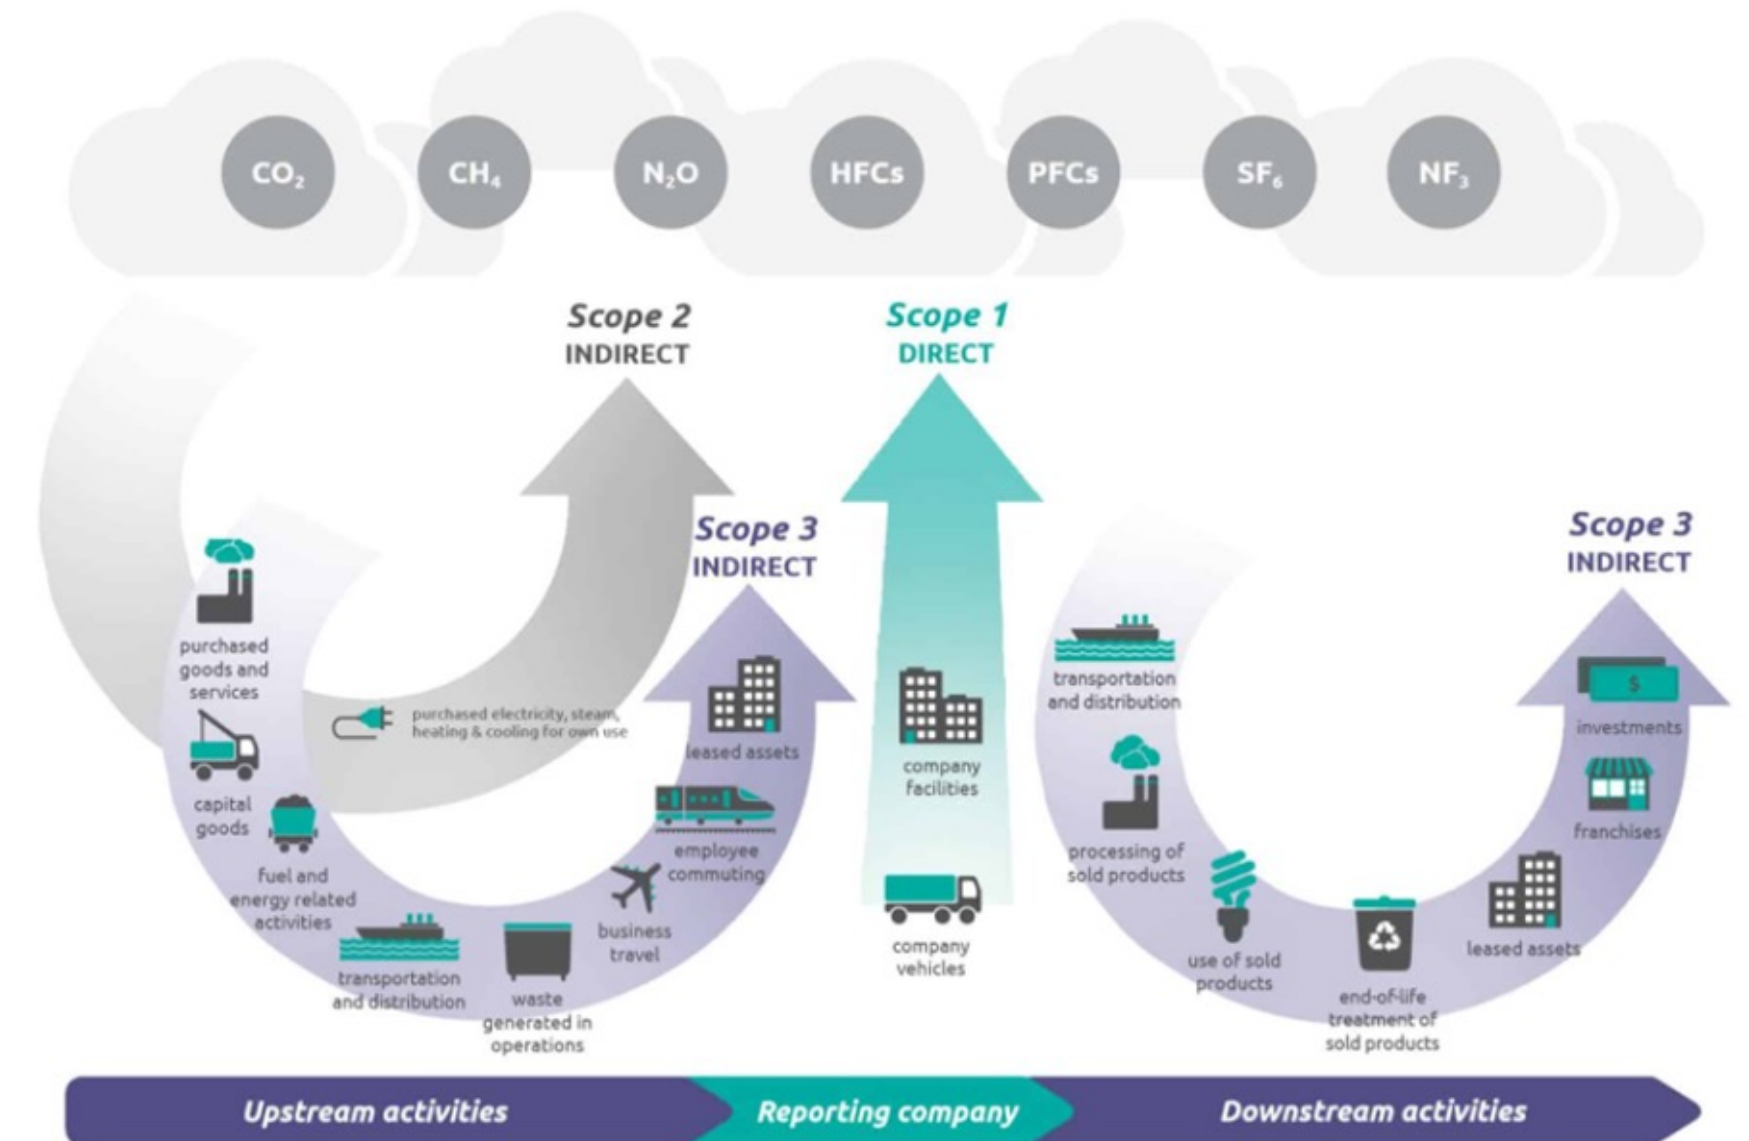 CO₂
CH₄
N₂O
HFCs
PFCs
SF₆
NF₃
Scope 2
INDIRECT
Scope 1
DIRECT
Scope 3
INDIRECT
Scope 3
INDIRECT
purchased
goods and
services
capital
goods
fuel and
energy related
activities
transportation
and distribution
waste
generated in
operations
business
travel
employee
commuting
leased assets
purchased electricity, steam,
heating & cooling for own use
company
facilities
company
vehicles
transportation
and distribution
processing of
sold products
use of sold
products
end-of-life
treatment of
sold products
leased assets
franchises
investments
$
Upstream activities
Reporting company
Downstream activities